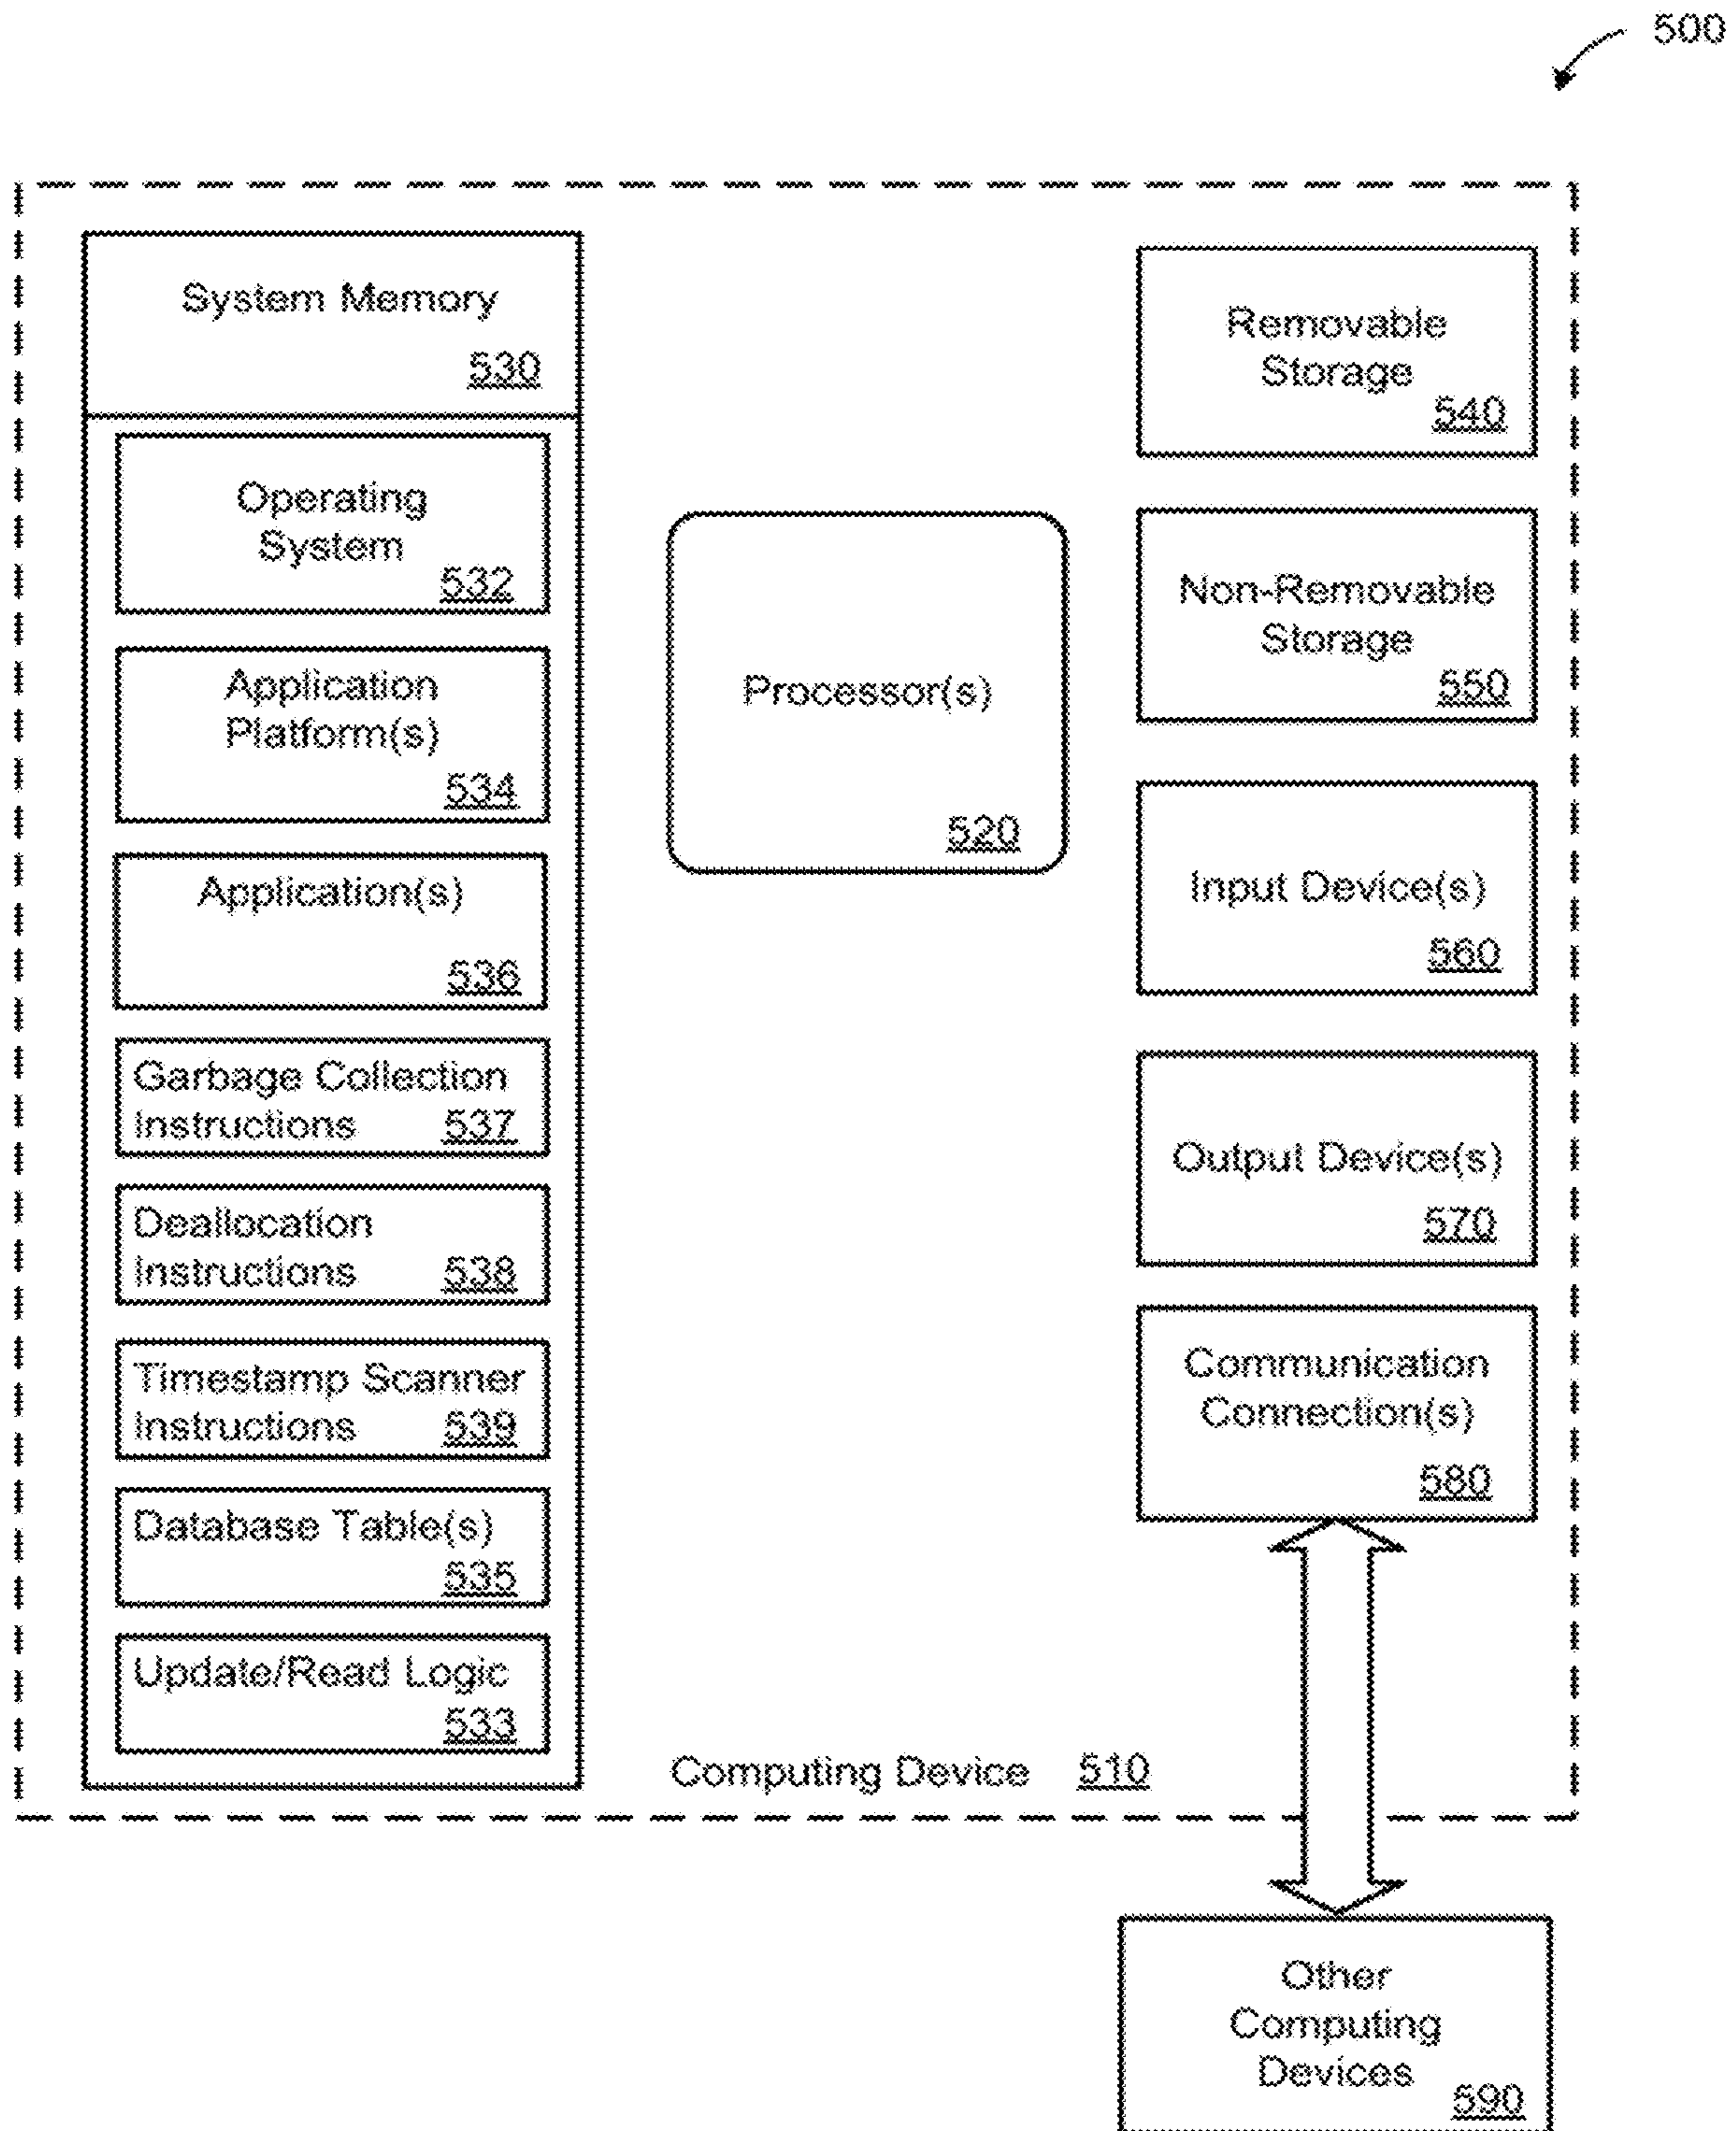 500
System Memory
530
Operating
System
532
Application
Platform(s)
534
Application(s)
536
Garbage Collection
Instructions 537
Deallocation
Instructions 538
Timestamp Scanner
Instructions 539
Database Table(s)
535
Update/Read Logic
533
Processor(s)
520
Removable
Storage
540
Non-Removable
Storage
550
Input Device(s)
560
Output Device(s)
570
Communication
Connection(s)
580
Computing Device 510
Other
Computing
Devices
590